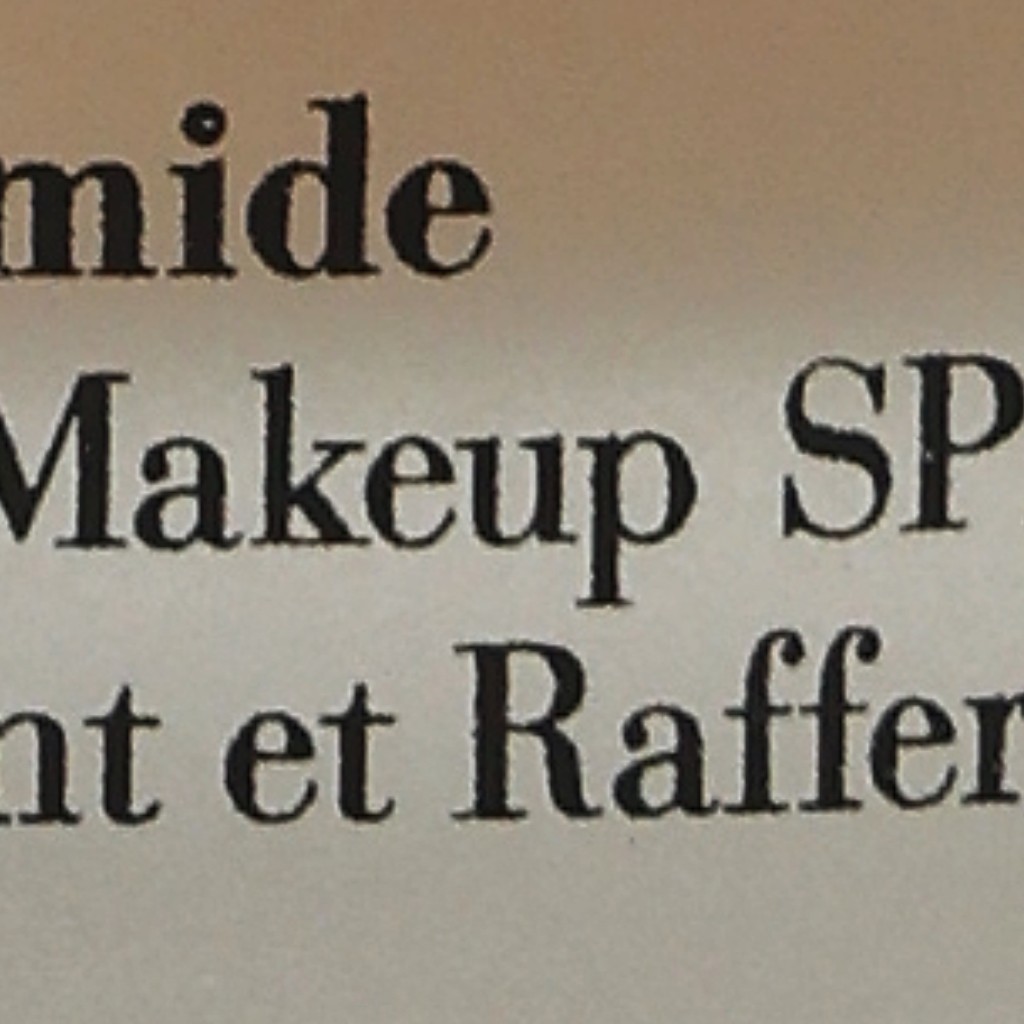 mide
Makeup SP
nt et Raffer